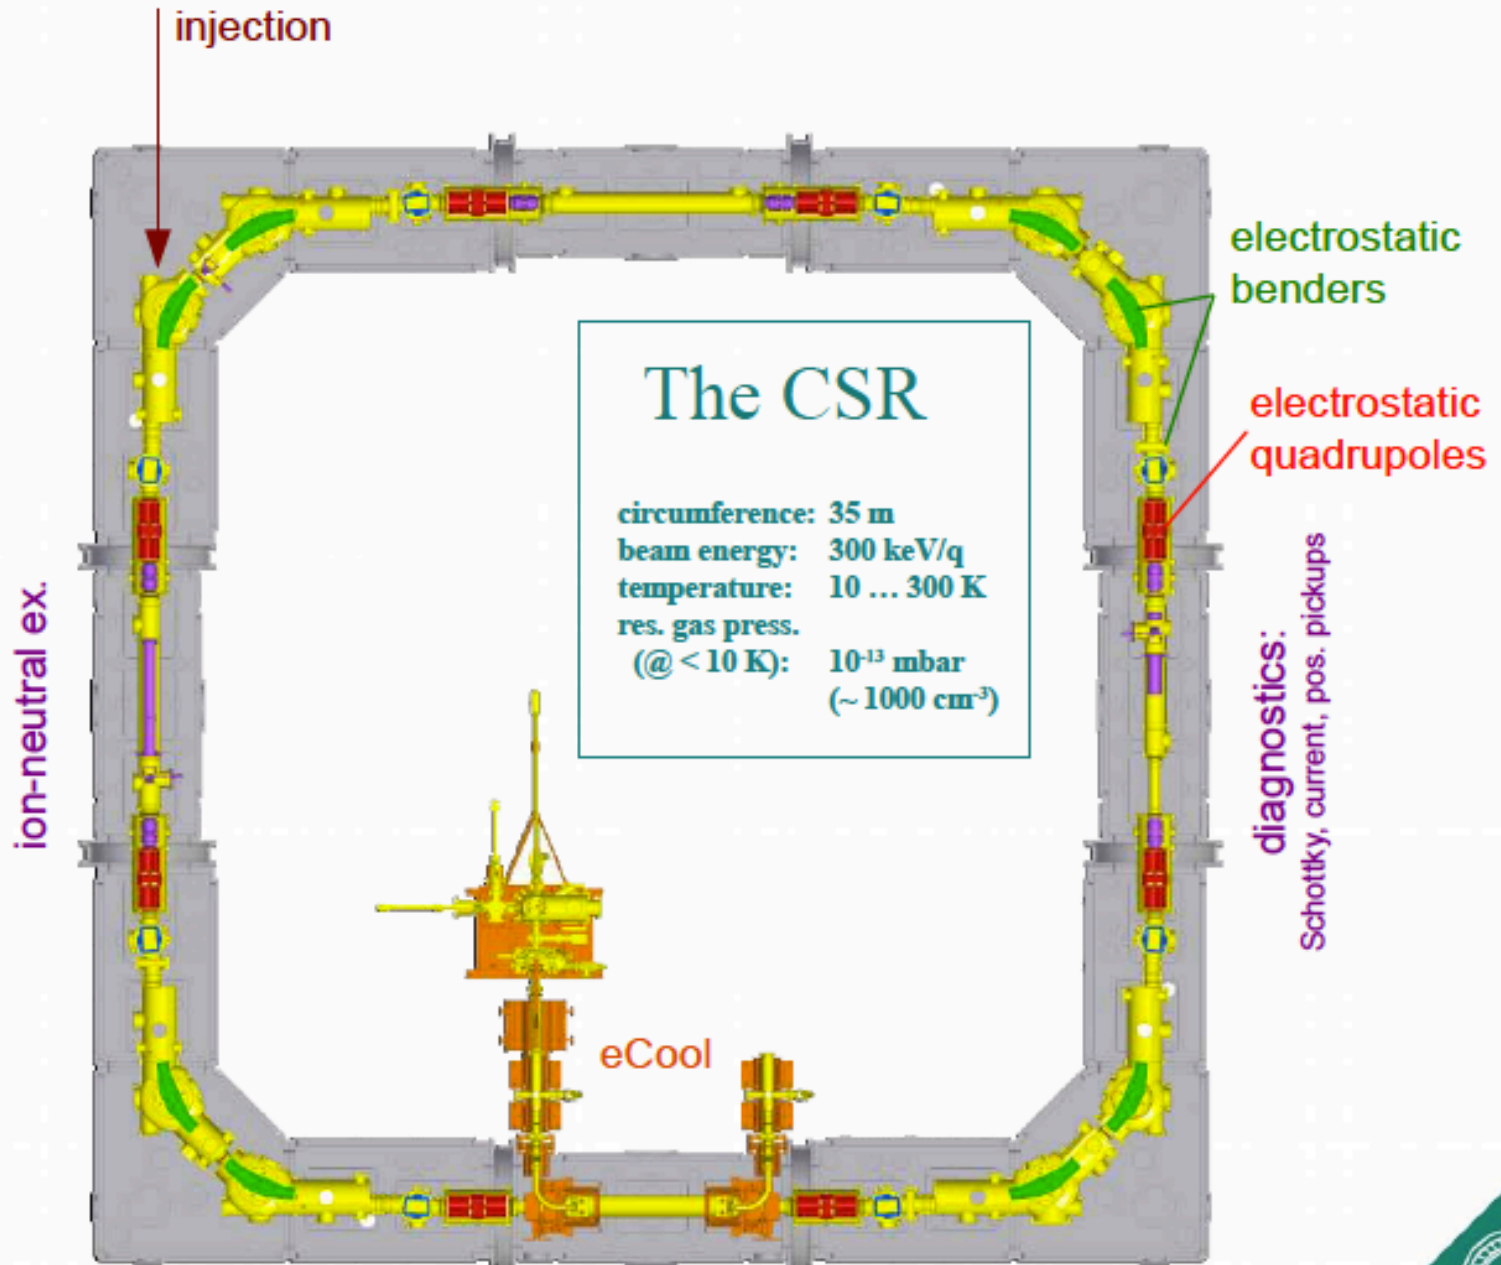 injection
electrostatic
benders
The CSR
electrostatic
quadrupoles
circumference: 35 m
beam energy: 300 keV/q
temperature: 10 ... 300 K
res. gas press.
(@ < 10 K): 10⁻¹³ mbar
(~ 1000 cm⁻³)
ion-neutral ex.
diagnostics:
Schottky, current, pos. pickups
eCool